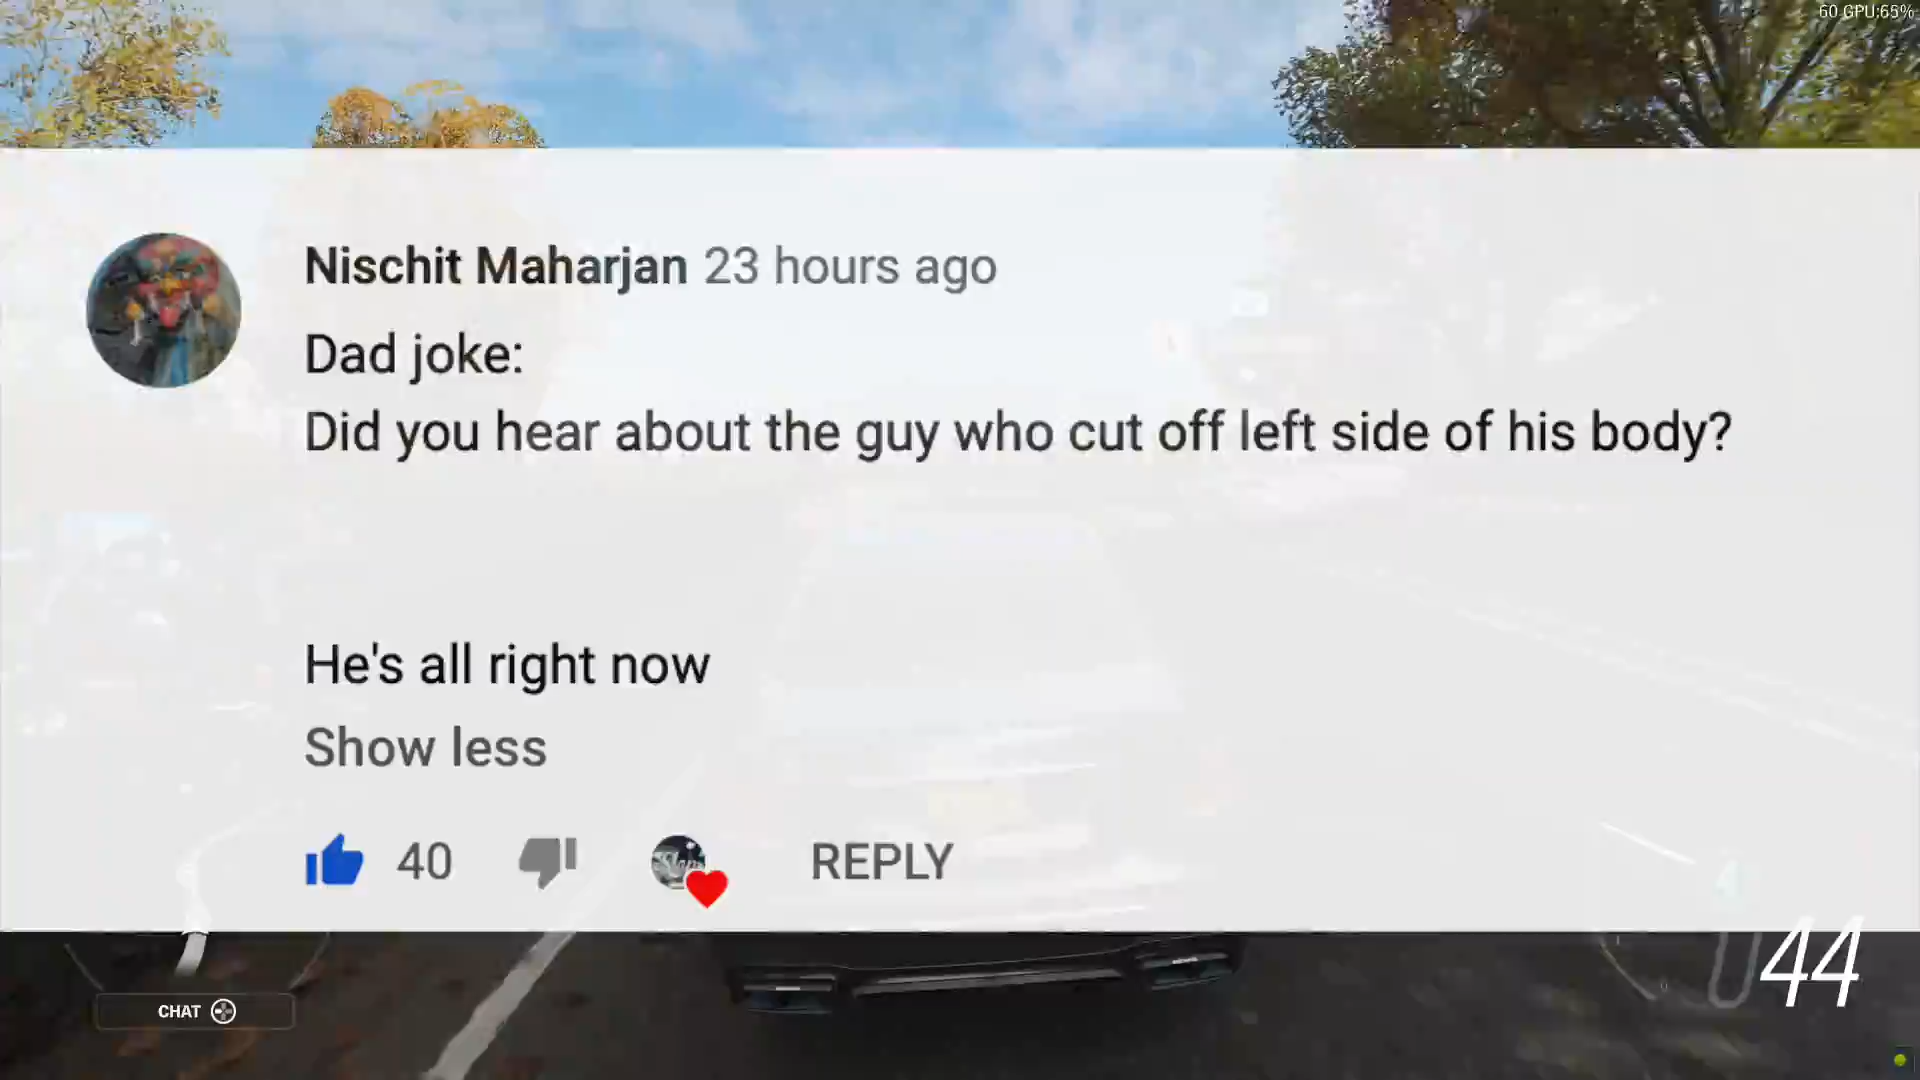 60 GPU:65%
Nischit Maharjan 23 hours ago
Dad joke:
Did you hear about the guy who cut off left side of his body?
He's all right now
Show less
40
REPLY
44
CHAT